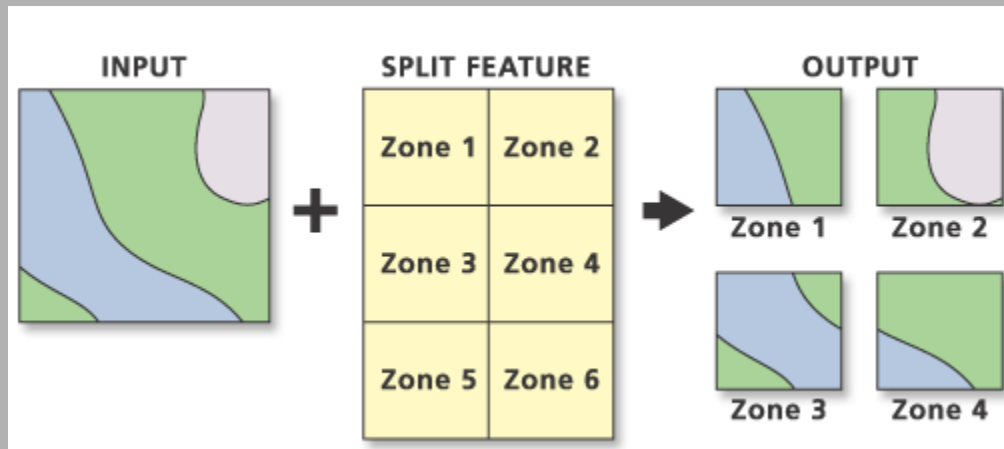 INPUT
SPLIT FEATURE
OUTPUT
Zone 1 Zone 2
Zone 3 Zone 4
Zone 5 Zone 6
Zone 1 Zone 2
Zone 3 Zone 4